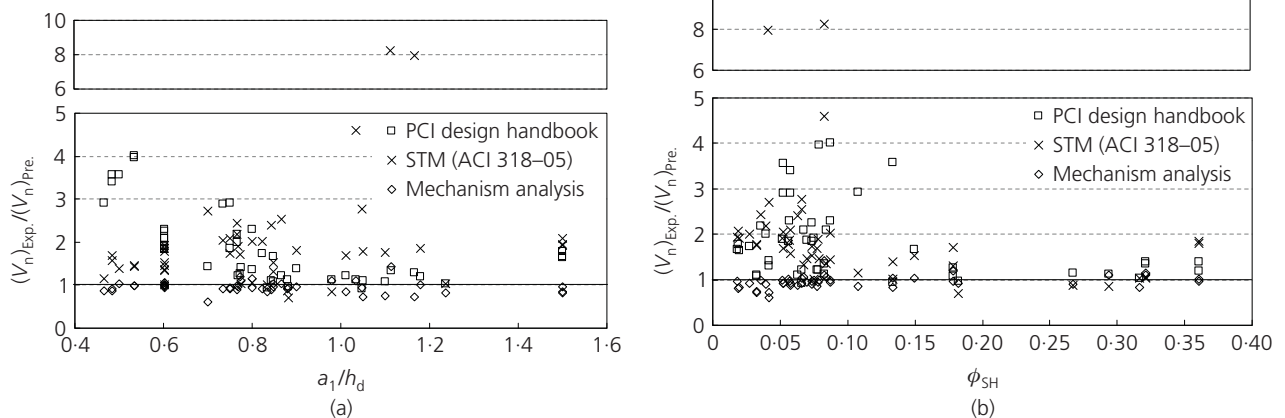 10
8
6
5
4
3
2
1
0
(Vn)Exp./(Vn)Pre.
PCI design handbook
STM (ACI 318–05)
Mechanism analysis
0·4 0·6 0·8 1·0 1·2 1·4 1·6
a1/hd
(a)
8
6
5
4
3
2
1
0
(Vn)Exp./(Vn)Pre.
PCI design handbook
STM (ACI 318–05)
Mechanism analysis
0 0·05 0·10 0·15 0·20 0·25 0·30 0·35 0·40
ϕSH
(b)